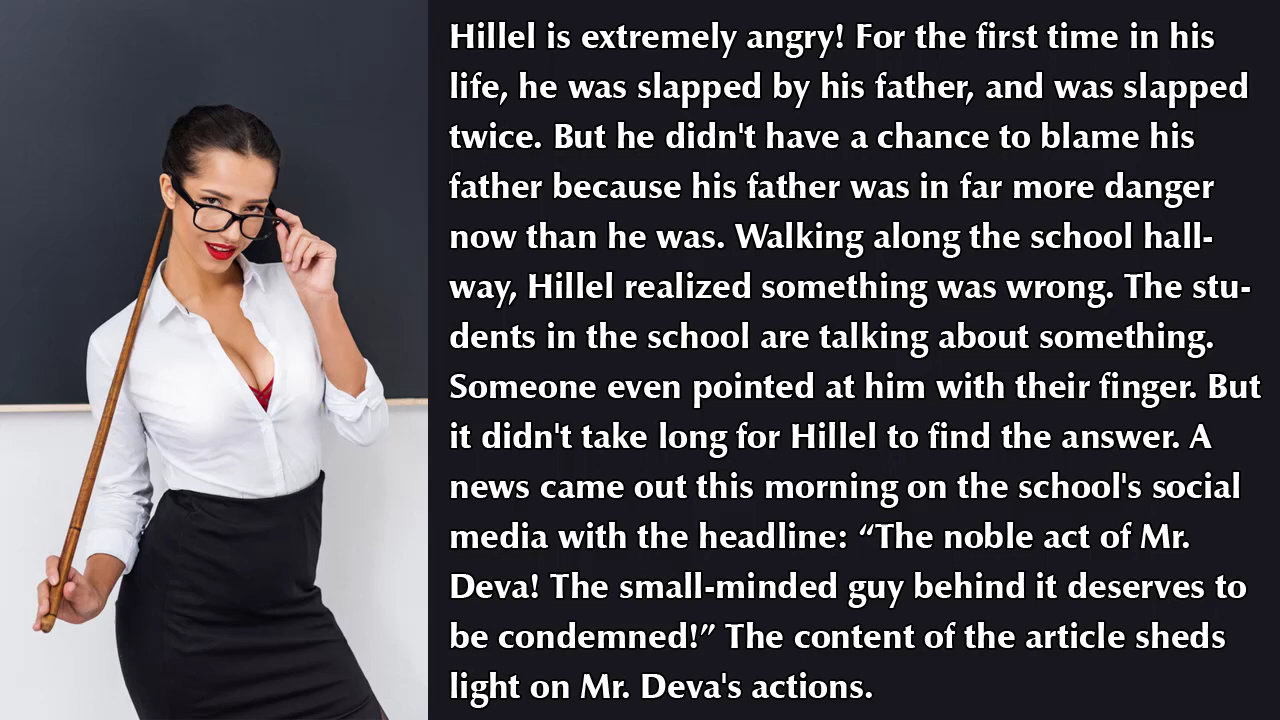 Hillel is extremely angry! For the first time in his
life, he was slapped by his father, and was slapped
twice. But he didn't have a chance to blame his
father because his father was in far more danger
now than he was. Walking along the school hall-
way, Hillel realized something was wrong. The stu-
dents in the school are talking about something.
Someone even pointed at him with their finger. But
it didn't take long for Hillel to find the answer. A
news came out this morning on the school's social
media with the headline: “The noble act of Mr.
Deva! The small-minded guy behind it deserves to
be condemned!” The content of the article sheds
light on Mr. Deva's actions.